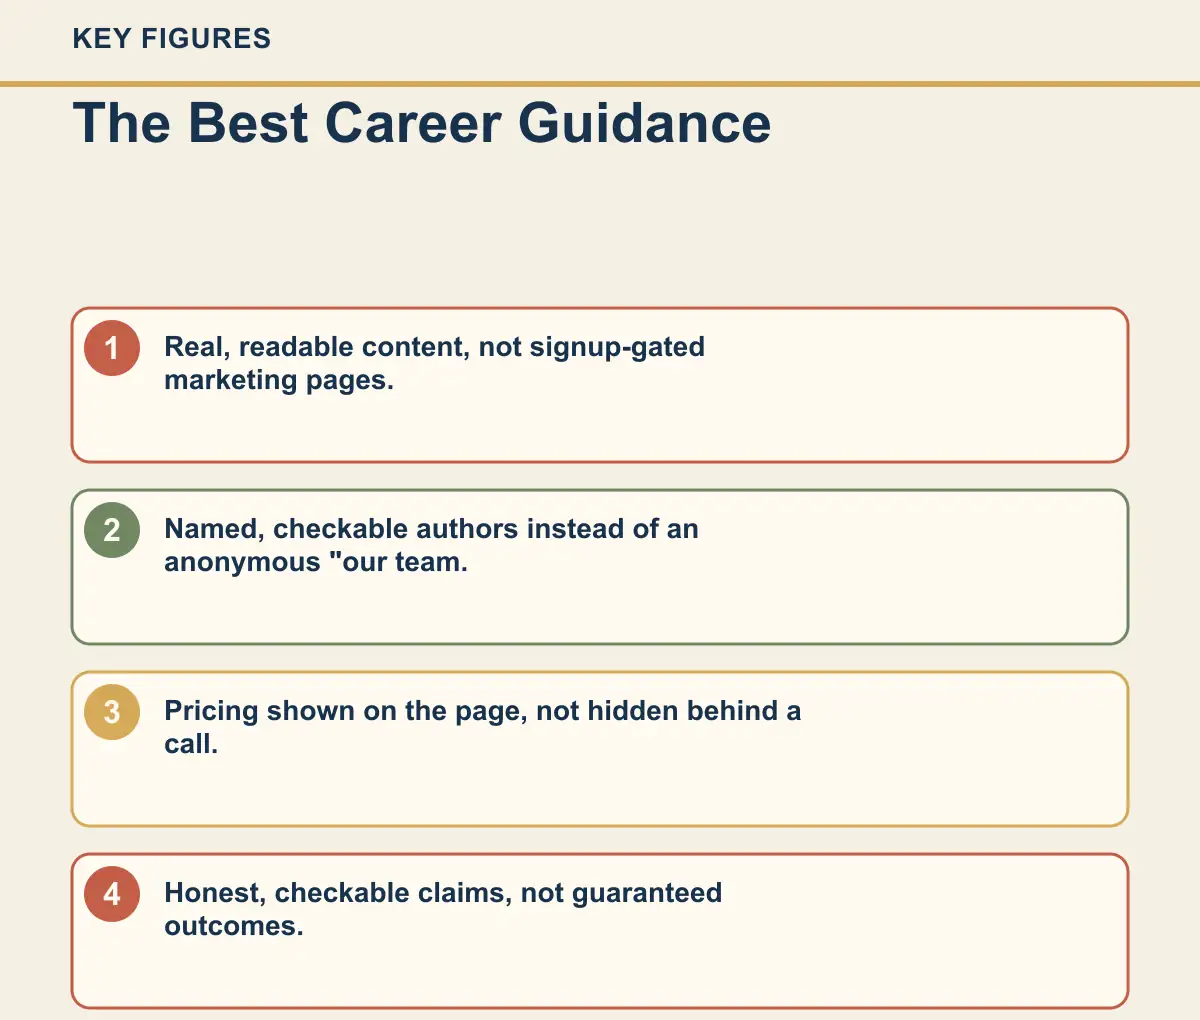 KEY FIGURES
The Best Career Guidance
1
Real, readable content, not signup-gated
marketing pages.
2
Named, checkable authors instead of an
anonymous "our team.
3
Pricing shown on the page, not hidden behind a
call.
4
Honest, checkable claims, not guaranteed
outcomes.